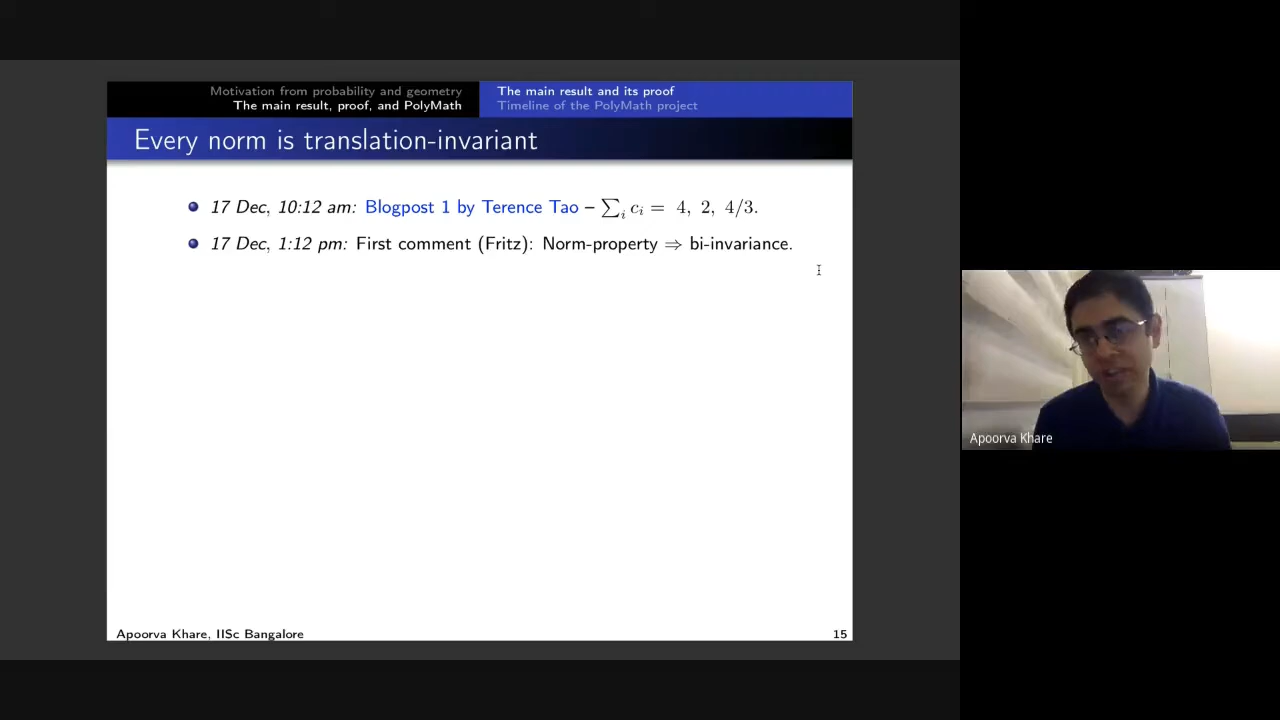 Motivation from probability and geometry
The main result, proof, and PolyMath
The main result and its proof
Timeline of the PolyMath project
Every norm is translation-invariant
17 Dec, 10:12 am: Blogpost 1 by Terence Tao – ∑ᵢ cᵢ = 4, 2, 4/3.
17 Dec, 1:12 pm: First comment (Fritz): Norm-property ⇒ bi-invariance.
Apoorva Khare
Apoorva Khare, IISc Bangalore
15